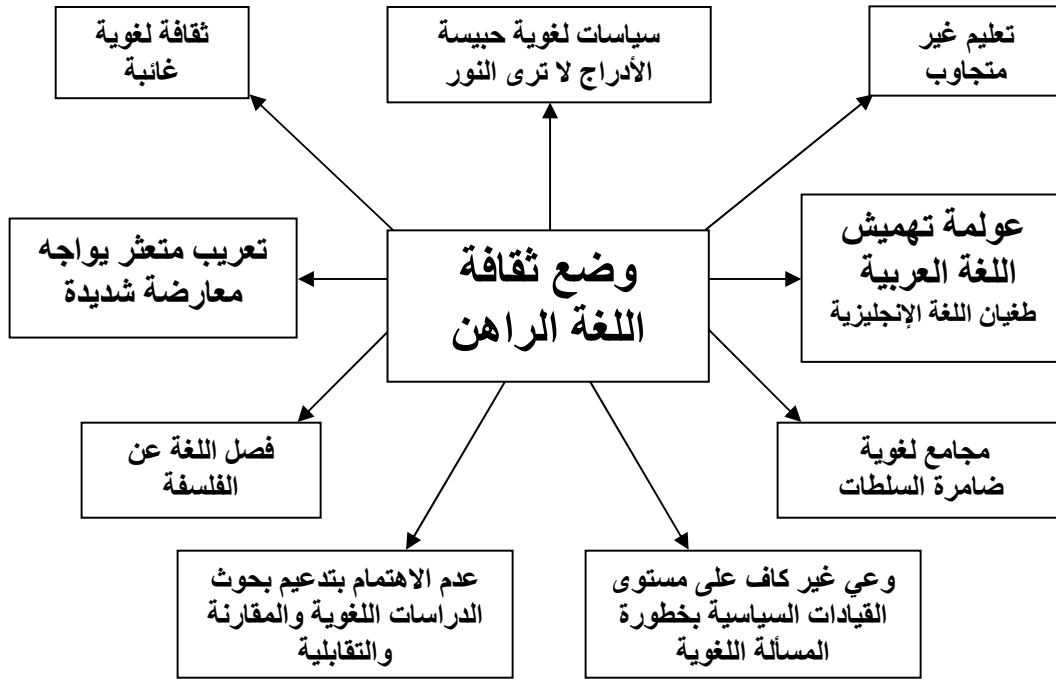 تعليم غير
متجاوب
سياسات لغوية حبيسة
الأدراج لا ترى النور
ثقافة لغوية
غائبة
عولمة تهميش
اللغة العربية
طغيان اللغة الإنجليزية
وضع ثقافة
اللغة الراهن
تعريب متعثر يواجه
معارضة شديدة
مجامع لغوية
ضامرة السلطات
فصل اللغة عن
الفلسفة
وعي غير كاف على مستوى
القيادات السياسية بخطورة
المسألة اللغوية
عدم الاهتمام بتدعيم بحوث
الدراسات اللغوية والمقارنة
والتقابلية